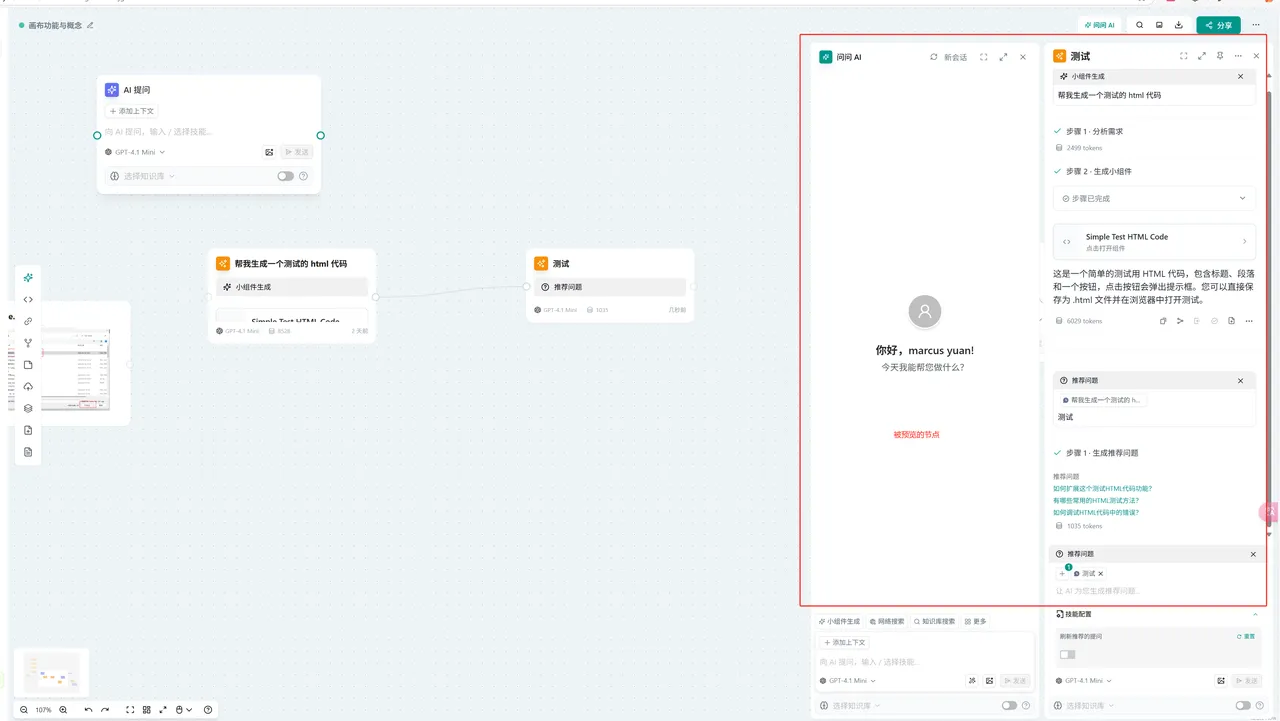 画布功能与概念
问问 AI
分享
AI 提问
添加上下文
向 AI 提问，输入 / 选择技能...
GPT-4.1 Mini
发送
选择知识库
帮我生成一个测试的 html 代码
小组件生成
Simple Test HTML Code
GPT-4.1 Mini
8528
2 天前
测试
推荐问题
GPT-4.1 Mini
1035
几秒前
e.
107%
问问 AI
新会话
你好，marcus yuan!
今天我能帮您做什么？
被预览的节点
小组件生成
网络搜索
知识库搜索
更多
添加上下文
向 AI 提问，输入 / 选择技能...
GPT-4.1 Mini
发送
选择知识库
测试
小组件生成
帮我生成一个测试的 html 代码
步骤 1 · 分析需求
2499 tokens
步骤 2 · 生成小组件
步骤已完成
Simple Test HTML Code
点击打开组件
这是一个简单的测试用 HTML 代码，包含标题、段落
和一个按钮，点击按钮会弹出提示框。您可以直接保
存为 .html 文件并在浏览器中打开测试。
6029 tokens
推荐问题
帮我生成一个测试的 h...
测试
步骤 1 · 生成推荐问题
推荐问题
如何扩展这个测试HTML代码功能？
有哪些常用的HTML测试方法？
如何调试HTML代码中的错误？
1035 tokens
推荐问题
1
测试
让 AI 为您生成推荐问题...
技能配置
刷新推荐的提问
重置
GPT-4.1 Mini
发送
选择知识库